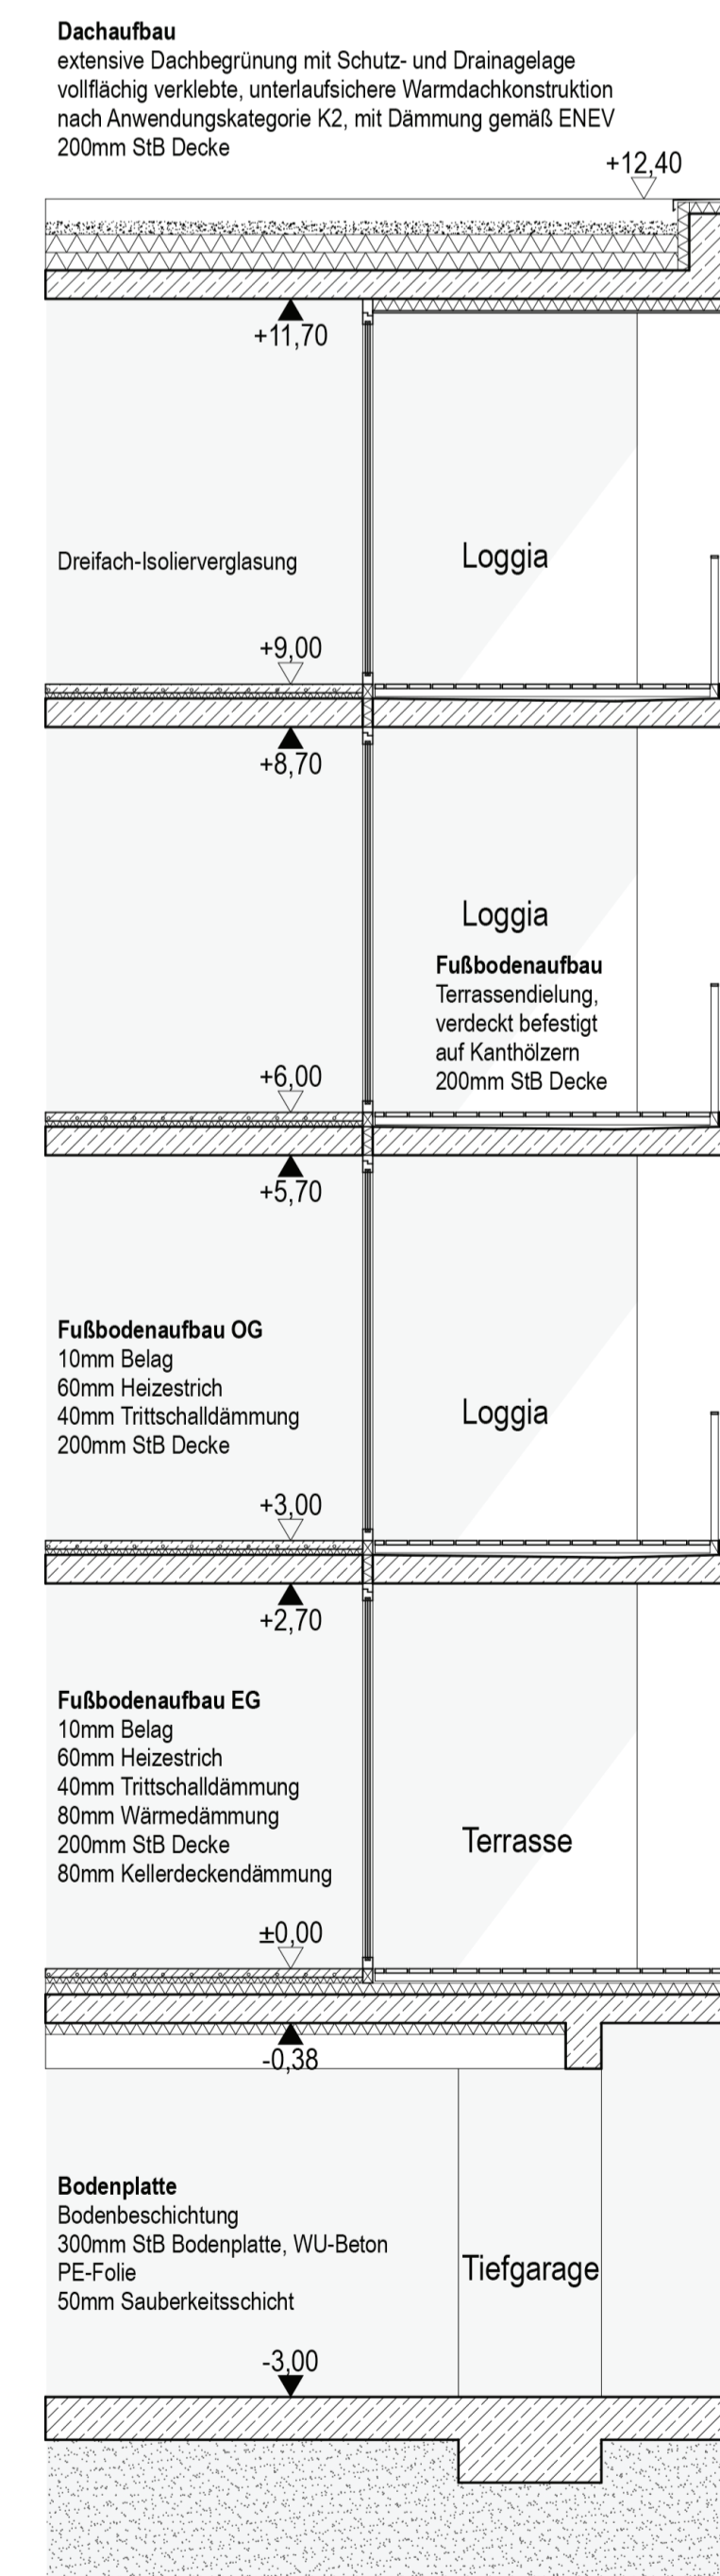 Dachaufbau
extensive Dachbegrünung mit Schutz- und Drainagelage
vollflächig verklebte, unterlaufsichere Warmdachkonstruktion
nach Anwendungskategorie K2, mit Dämmung gemäß ENEV
200mm StB Decke
+12,40
+11,70
Loggia
Dreifach-Isolierverglasung
+9,00
+8,70
Loggia
Fußbodenaufbau
Terrassendielung,
verdeckt befestigt
auf Kanthölzern
200mm StB Decke
+6,00
+5,70
Fußbodenaufbau OG
10mm Belag
60mm Heizestrich
40mm Trittschalldämmung
200mm StB Decke
Loggia
+3,00
+2,70
Fußbodenaufbau EG
10mm Belag
60mm Heizestrich
40mm Trittschalldämmung
80mm Wärmedämmung
200mm StB Decke
80mm Kellerdeckendämmung
Terrasse
±0,00
-0,38
Bodenplatte
Bodenbeschichtung
300mm StB Bodenplatte, WU-Beton
PE-Folie
50mm Sauberkeitsschicht
Tiefgarage
-3,00